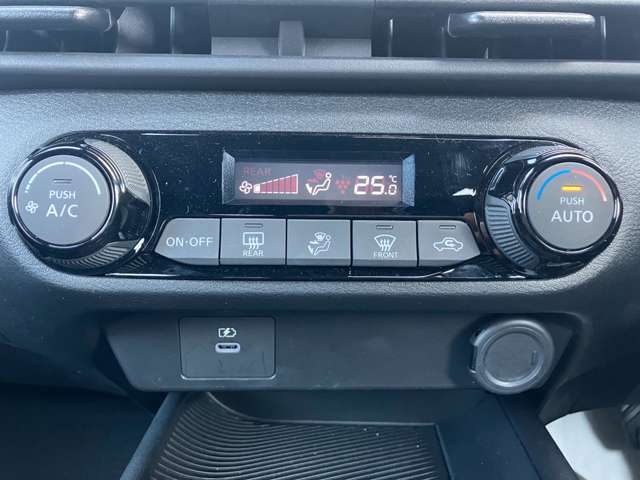 REAR
25.0 °C
PUSH
A/C
PUSH
AUTO
ON·OFF
REAR
FRONT